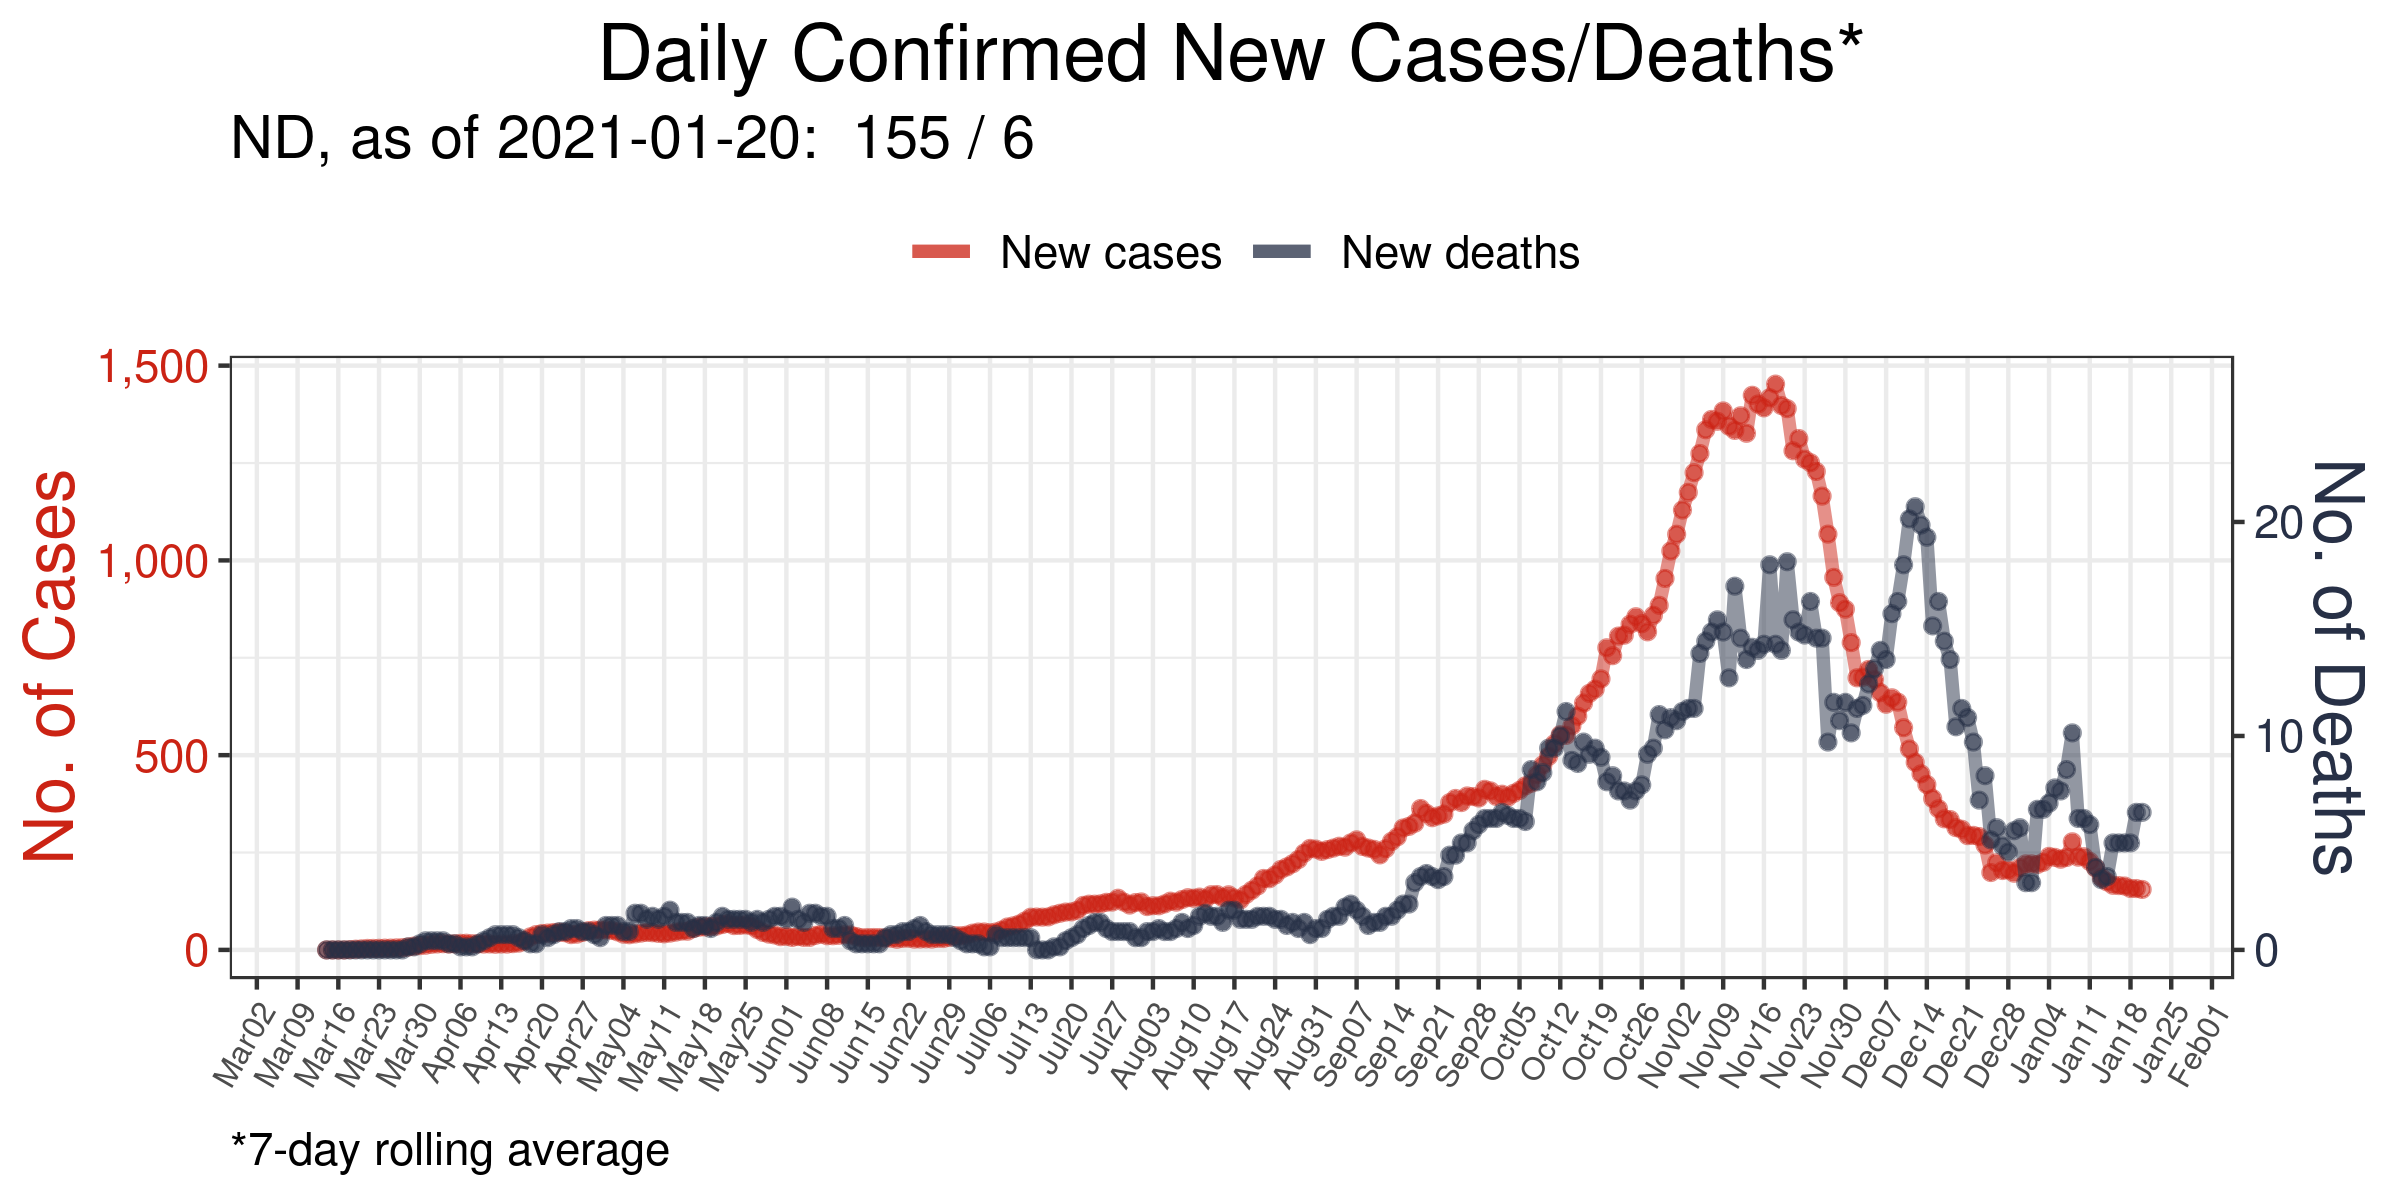 Daily Confirmed New Cases/Deaths*
ND, as of 2021-01-20:  155 / 6
New cases New deaths
No. of Cases
1,500
1,000
500
0
20
10
0
No. of Deaths
Mar02 Mar09 Mar16 Mar23 Mar30 Apr06 Apr13 Apr20 Apr27 May04 May11 May18 May25 Jun01 Jun08 Jun15 Jun22 Jun29 Jul06 Jul13 Jul20 Jul27 Aug03 Aug10 Aug17 Aug24 Aug31 Sep07 Sep14 Sep21 Sep28 Oct05 Oct12 Oct19 Oct26 Nov02 Nov09 Nov16 Nov23 Nov30 Dec07 Dec14 Dec21 Dec28 Jan04 Jan11 Jan18 Jan25 Feb01
*7-day rolling average